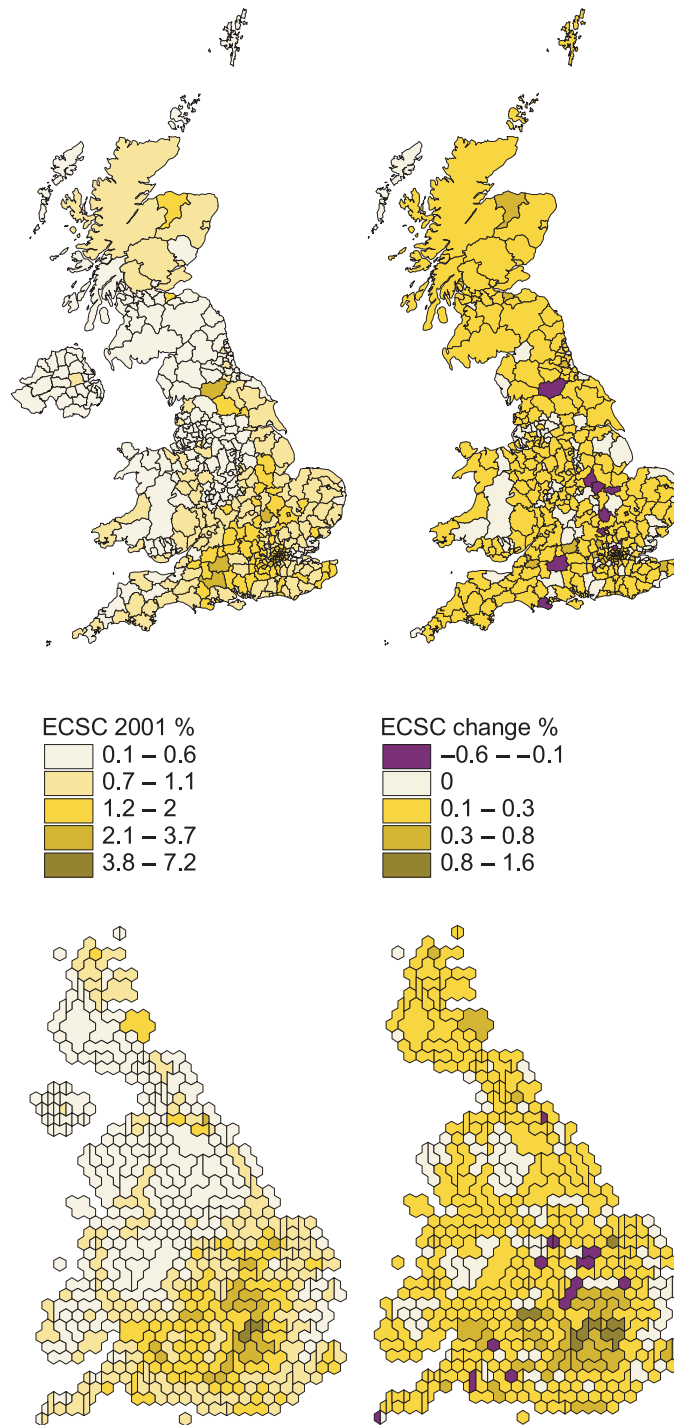 ECSC 2001 %
0.1 – 0.6
0.7 – 1.1
1.2 – 2
2.1 – 3.7
3.8 – 7.2
ECSC change %
–0.6 – –0.1
0
0.1 – 0.3
0.3 – 0.8
0.8 – 1.6